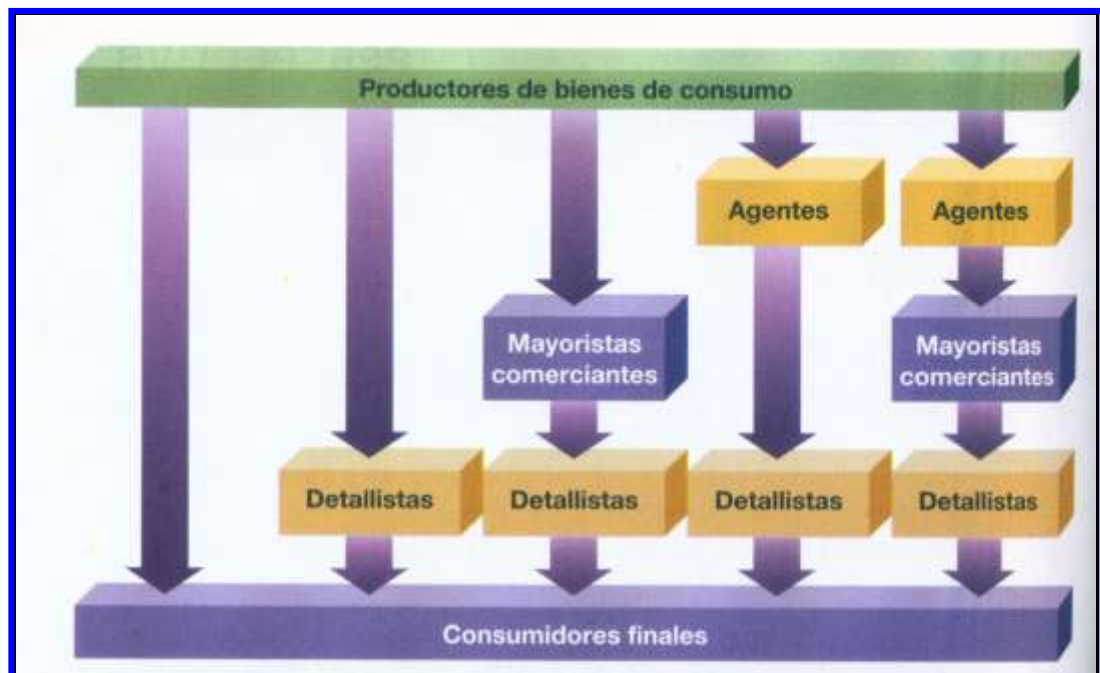 Productores de bienes de consumo
Agentes
Agentes
Mayoristas
comerciantes
Mayoristas
comerciantes
Detallistas
Detallistas
Detallistas
Detallistas
Consumidores finales